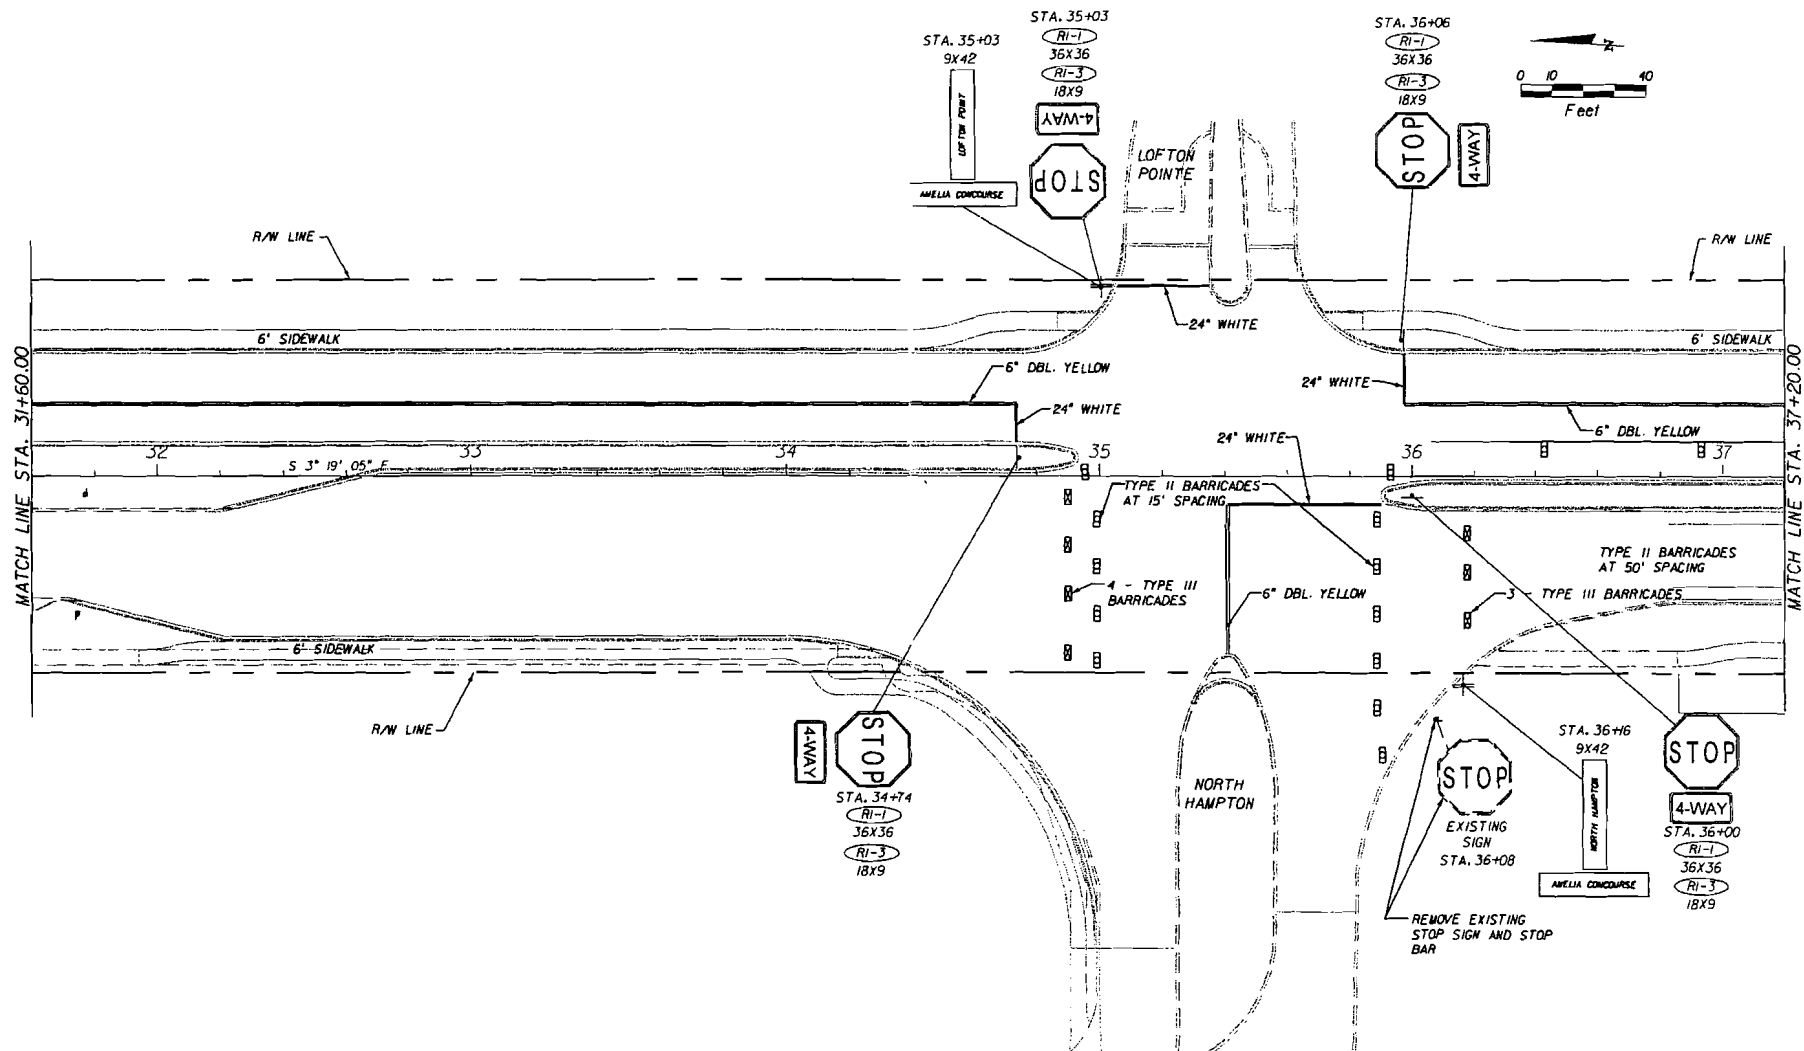 STA. 35+03
9X42
LOFTON POINT
AMELIA CONCOURSE
STA. 35+03
R1-1
36X36
R1-3
18X9
4-WAY
STOP
LOFTON
POINTE
STA. 36+06
R1-1
36X36
R1-3
18X9
STOP
4-WAY
N
0 10 40
Feet
R/W LINE
R/W LINE
24" WHITE
6' SIDEWALK
6' SIDEWALK
6" DBL. YELLOW
24" WHITE
24" WHITE
6" DBL. YELLOW
24" WHITE
MATCH LINE STA. 31+60.00
MATCH LINE STA. 37+20.00
32 33 34 35 36 37
S 3° 19' 05" E
TYPE II BARRICADES
AT 15' SPACING
TYPE II BARRICADES
AT 50' SPACING
4 - TYPE III
BARRICADES
6" DBL. YELLOW
3 - TYPE III BARRICADES
6' SIDEWALK
R/W LINE
4-WAY
STOP
STA. 34+74
R1-1
36X36
R1-3
18X9
NORTH
HAMPTON
STOP
EXISTING
SIGN
STA. 36+08
STA. 36+16
9X42
NORTH HAMPTON
AMELIA CONCOURSE
STOP
4-WAY
STA. 36+00
R1-1
36X36
R1-3
18X9
REMOVE EXISTING
STOP SIGN AND STOP
BAR